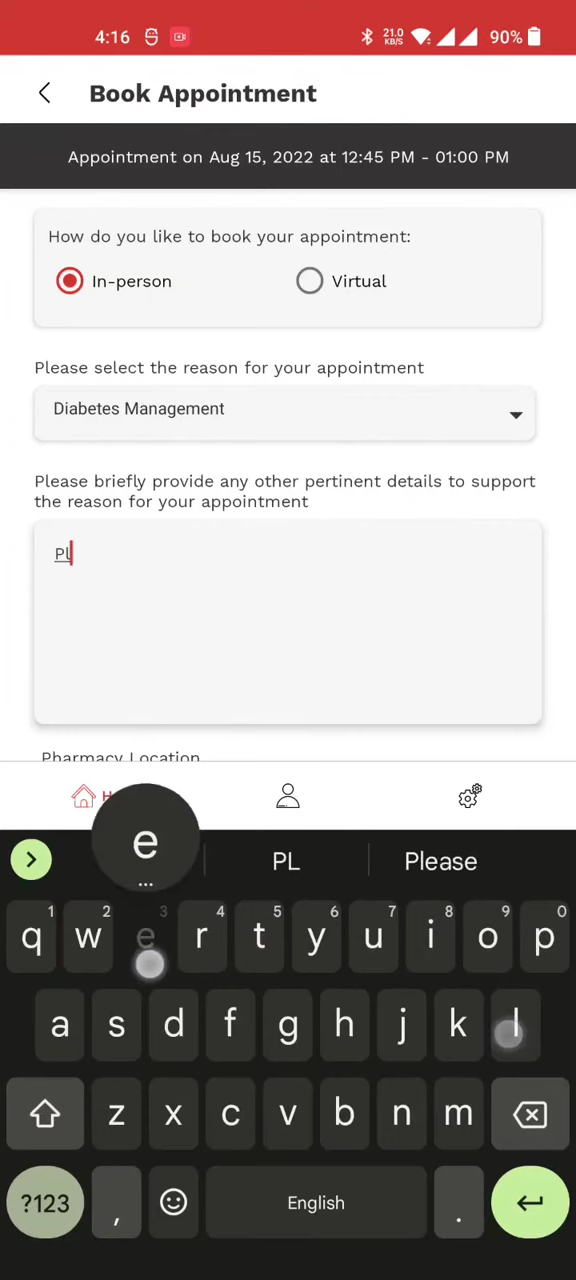 4:16 21.0 KB/S 90%
Book Appointment
Appointment on Aug 15, 2022 at 12:45 PM - 01:00 PM
How do you like to book your appointment:
In-person Virtual
Please select the reason for your appointment
Diabetes Management
Please briefly provide any other pertinent details to support
the reason for your appointment
Pl
Pharmacy Location
H
e PL Please
...
1 2 3 4 5 6 7 8 9 0
q w e r t y u i o p
a s d f g h j k l
z x c v b n m
?123 , English .